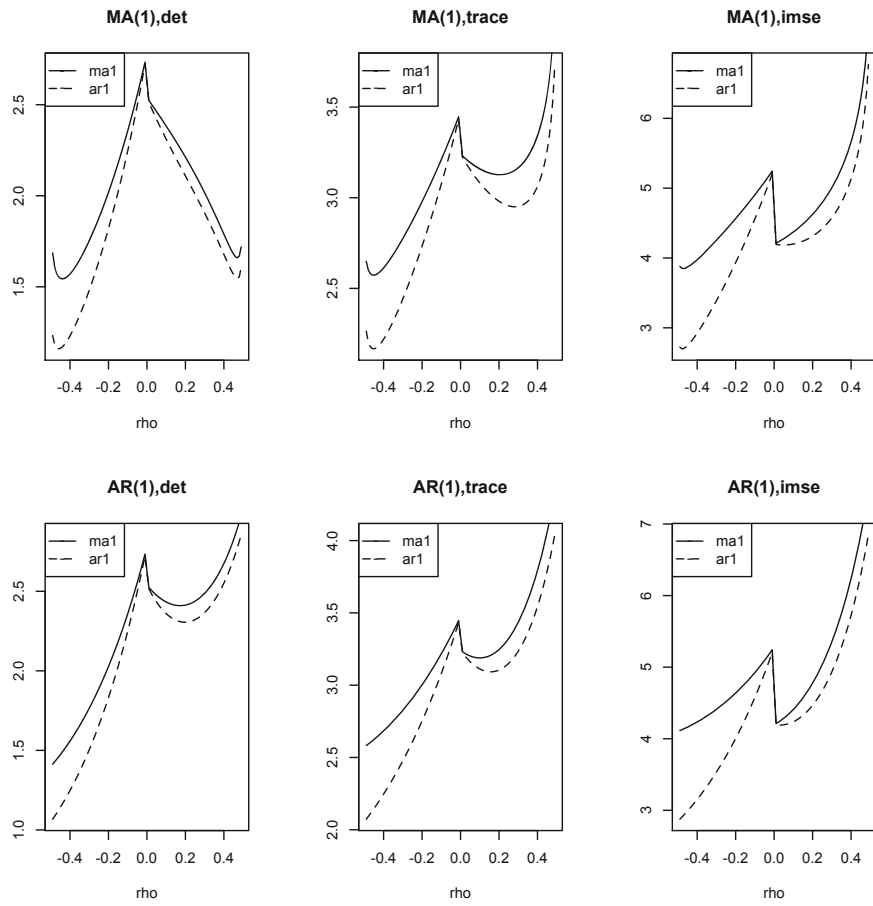 MA(1),det
ma1
ar1
2.5
2.0
1.5
-0.4 -0.2 0.0 0.2 0.4
rho
MA(1),trace
ma1
ar1
3.5
3.0
2.5
-0.4 -0.2 0.0 0.2 0.4
rho
MA(1),imse
ma1
ar1
6
5
4
3
-0.4 -0.2 0.0 0.2 0.4
rho
AR(1),det
ma1
ar1
2.5
2.0
1.5
1.0
-0.4 -0.2 0.0 0.2 0.4
rho
AR(1),trace
ma1
ar1
4.0
3.5
3.0
2.5
2.0
-0.4 -0.2 0.0 0.2 0.4
rho
AR(1),imse
ma1
ar1
7
6
5
4
3
-0.4 -0.2 0.0 0.2 0.4
rho